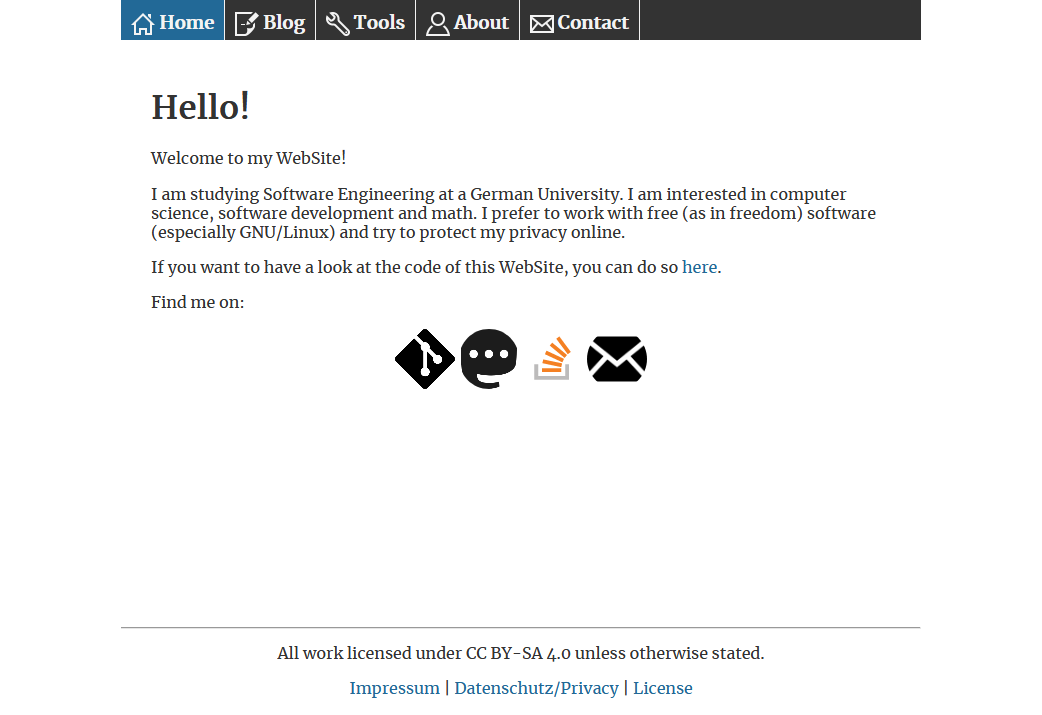 Home Blog Tools About Contact
Hello!
Welcome to my WebSite!
I am studying Software Engineering at a German University. I am interested in computer
science, software development and math. I prefer to work with free (as in freedom) software
(especially GNU/Linux) and try to protect my privacy online.
If you want to have a look at the code of this WebSite, you can do so here.
Find me on:
All work licensed under CC BY-SA 4.0 unless otherwise stated.
Impressum | Datenschutz/Privacy | License